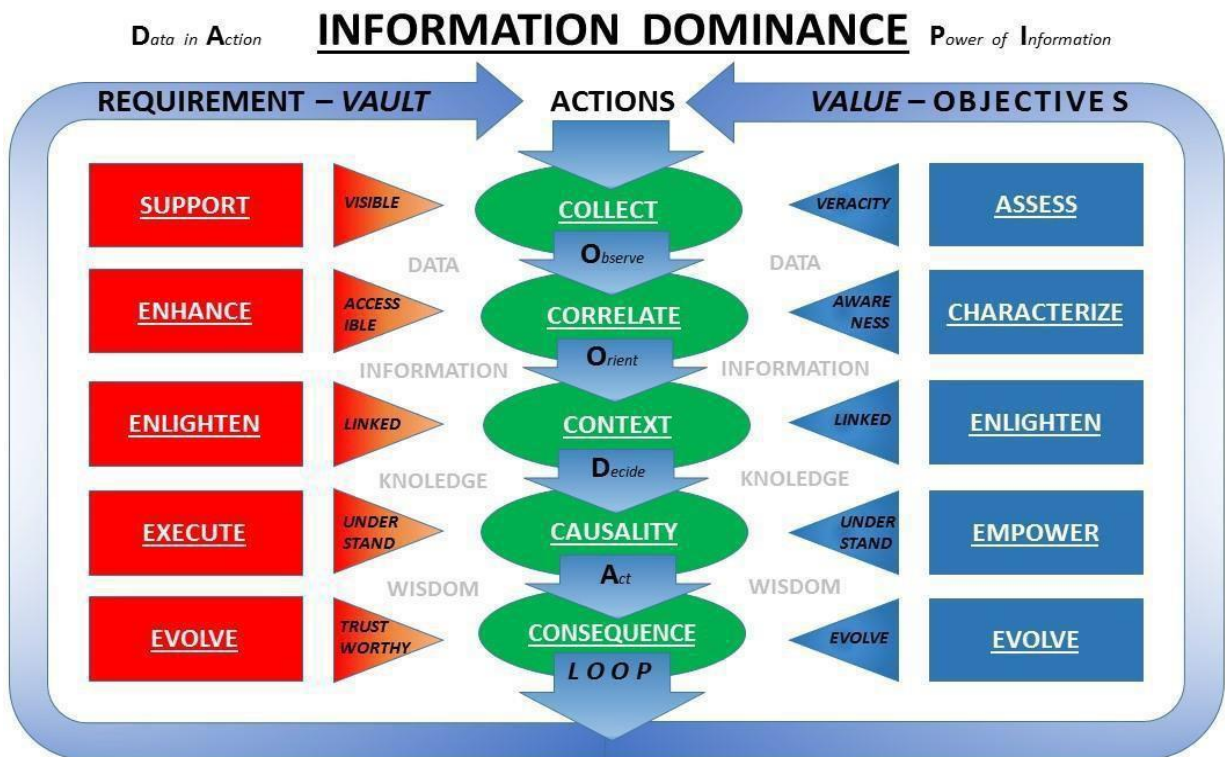 Data in Action INFORMATION DOMINANCE Power of Information
REQUIREMENT – VAULT ACTIONS VALUE – OBJECTIVE S
SUPPORT VISIBLE COLLECT VERACITY ASSESS
DATA Observe DATA
ENHANCE ACCESS
IBLE CORRELATE AWARE
NESS CHARACTERIZE
INFORMATION Orient INFORMATION
ENLIGHTEN LINKED CONTEXT LINKED ENLIGHTEN
KNOLEDGE Decide KNOLEDGE
EXECUTE UNDER
STAND CAUSALITY UNDER
STAND EMPOWER
WISDOM Act WISDOM
EVOLVE TRUST
WORTHY CONSEQUENCE EVOLVE EVOLVE
L O O P